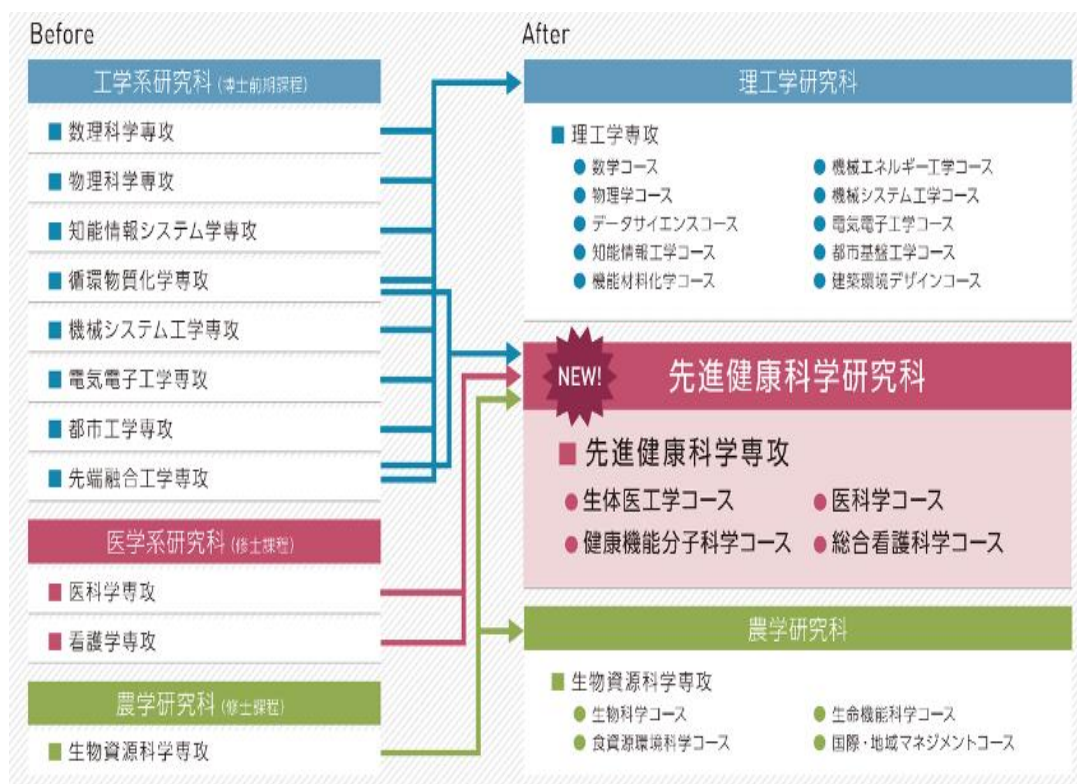 Before
工学系研究科 (博士前期課程)
■ 数理科学専攻
■ 物理科学専攻
■ 知能情報システム学専攻
■ 循環物質化学専攻
■ 機械システム工学専攻
■ 電気電子工学専攻
■ 都市工学専攻
■ 先端融合工学専攻
医学系研究科 (修士課程)
■ 医科学専攻
■ 看護学専攻
農学研究科 (修士課程)
■ 生物資源科学専攻
After
理工学研究科
■ 理工学専攻
● 数学コース
● 物理学コース
● データサイエンスコース
● 知能情報工学コース
● 機能材料化学コース
● 機械エネルギー工学コース
● 機械システム工学コース
● 電気電子工学コース
● 都市基盤工学コース
● 建築環境デザインコース
NEW!
先進健康科学研究科
■ 先進健康科学専攻
● 生体医工学コース
● 健康機能分子科学コース
● 医科学コース
● 総合看護科学コース
農学研究科
■ 生物資源科学専攻
● 生物科学コース
● 食資源環境科学コース
● 生命機能科学コース
● 国際・地域マネジメントコース